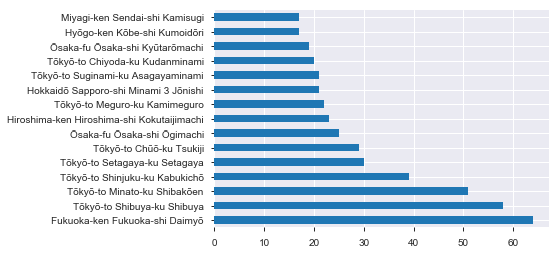 Miyagi-ken Sendai-shi Kamisugi
Hyōgo-ken Kōbe-shi Kumoidōri
Ōsaka-fu Ōsaka-shi Kyūtarōmachi
Tōkyō-to Chiyoda-ku Kudanminami
Tōkyō-to Suginami-ku Asagayaminami
Hokkaidō Sapporo-shi Minami 3 Jōnishi
Tōkyō-to Meguro-ku Kamimeguro
Hiroshima-ken Hiroshima-shi Kokutaijimachi
Ōsaka-fu Ōsaka-shi Ōgimachi
Tōkyō-to Chūō-ku Tsukiji
Tōkyō-to Setagaya-ku Setagaya
Tōkyō-to Shinjuku-ku Kabukichō
Tōkyō-to Minato-ku Shibakōen
Tōkyō-to Shibuya-ku Shibuya
Fukuoka-ken Fukuoka-shi Daimyō
0 10 20 30 40 50 60